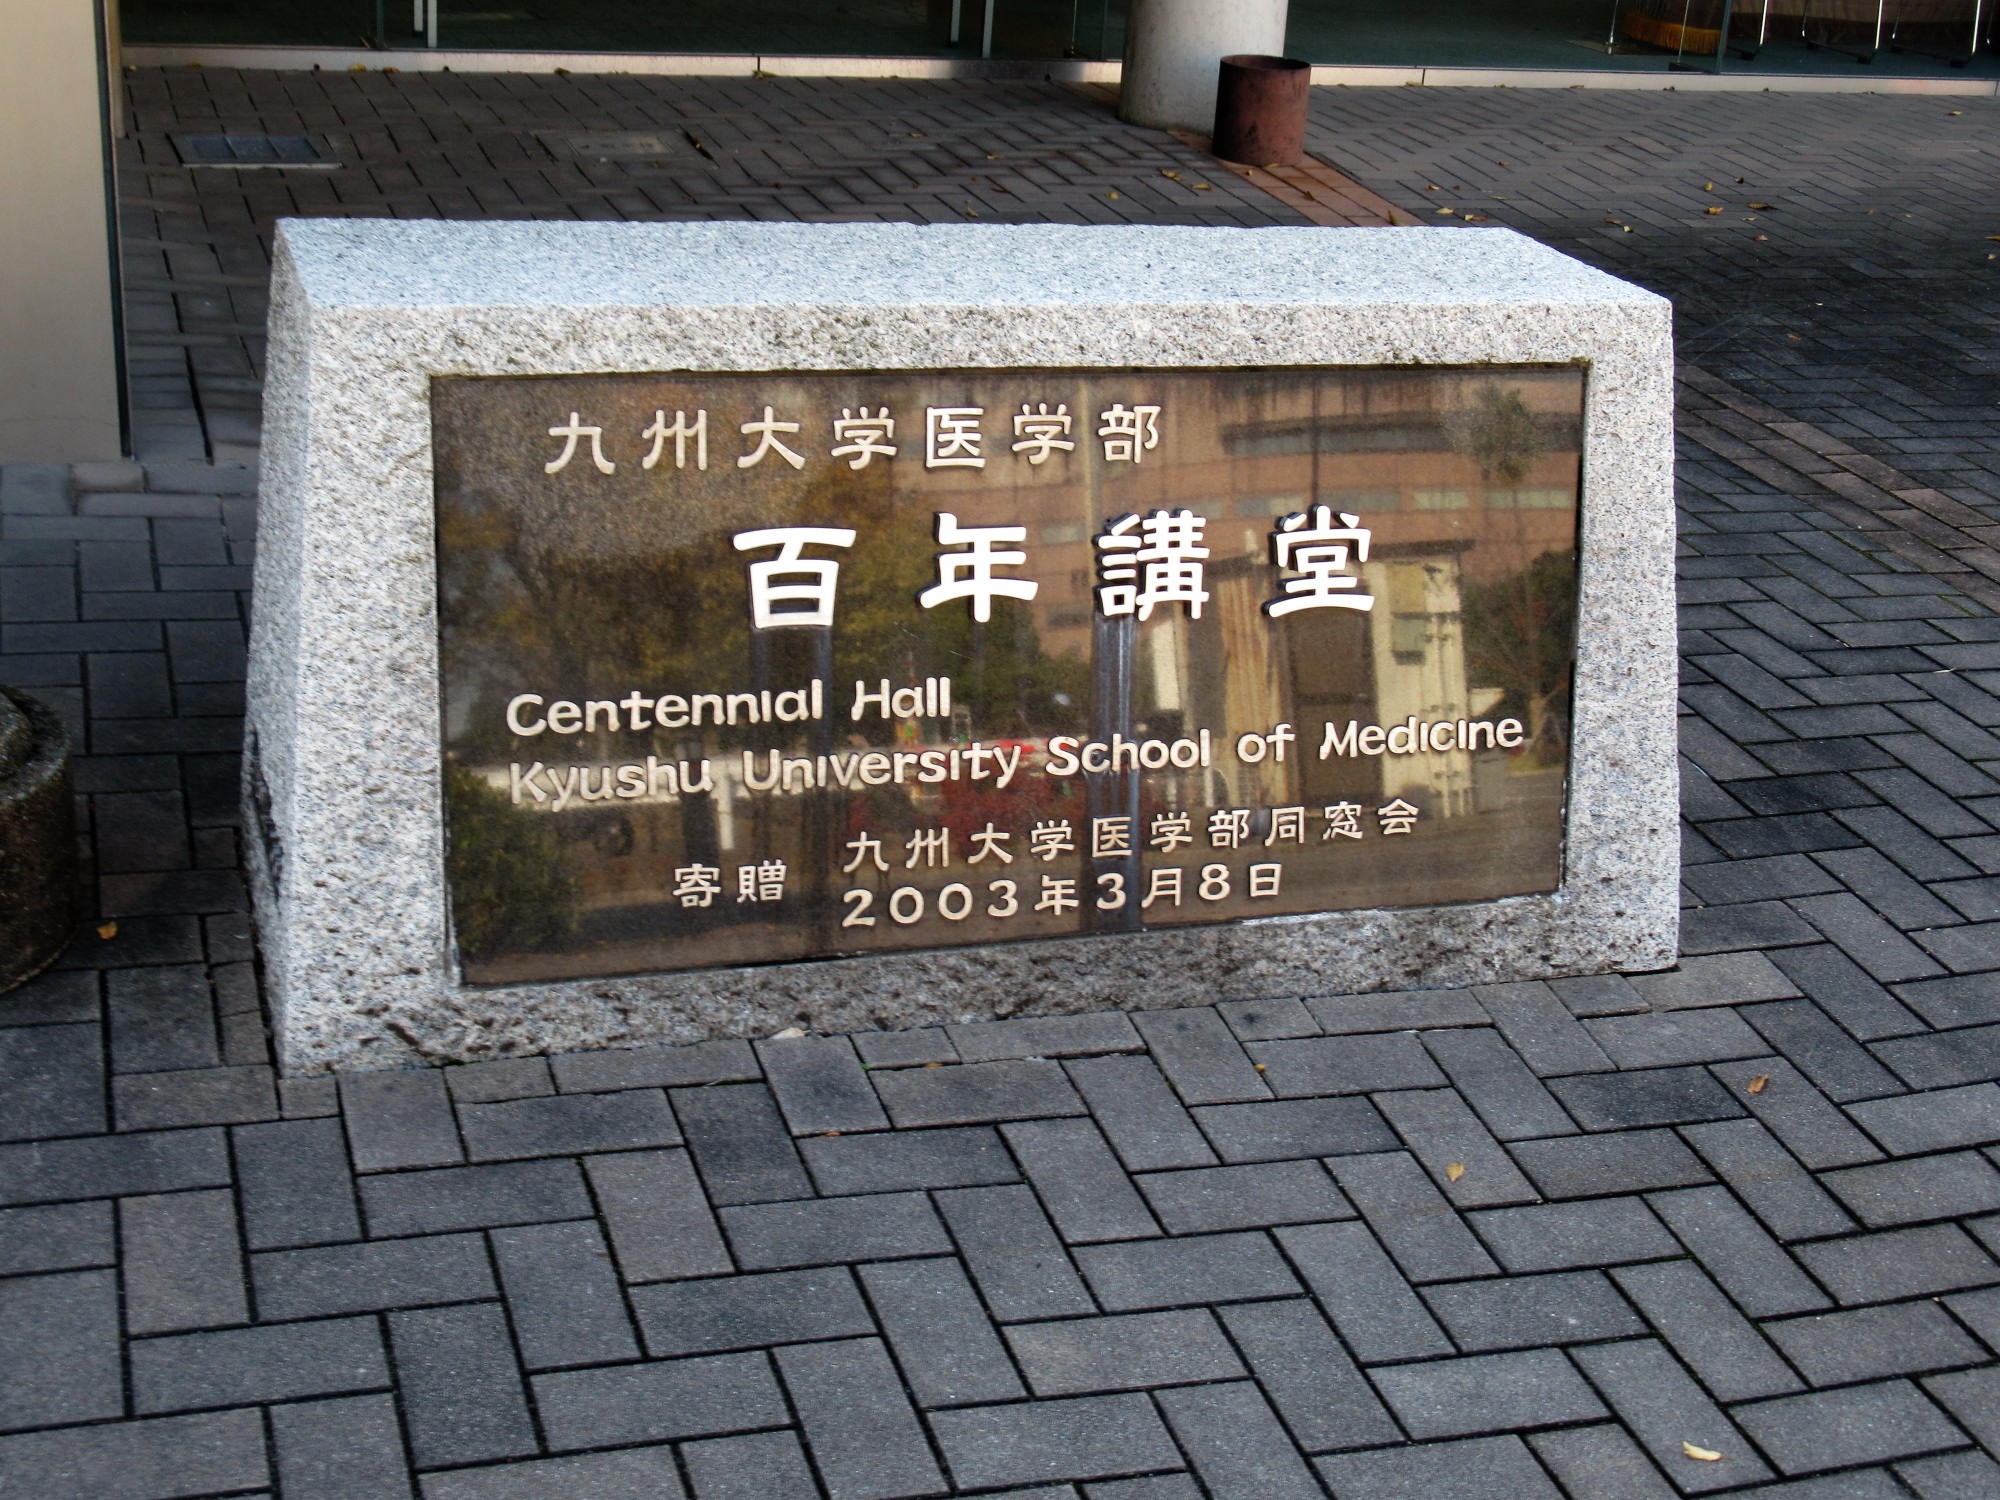 九州大学医学部
百年講堂
Centennial Hall
Kyushu University School of Medicine
九州大学医学部同窓会
寄贈
2003年3月8日